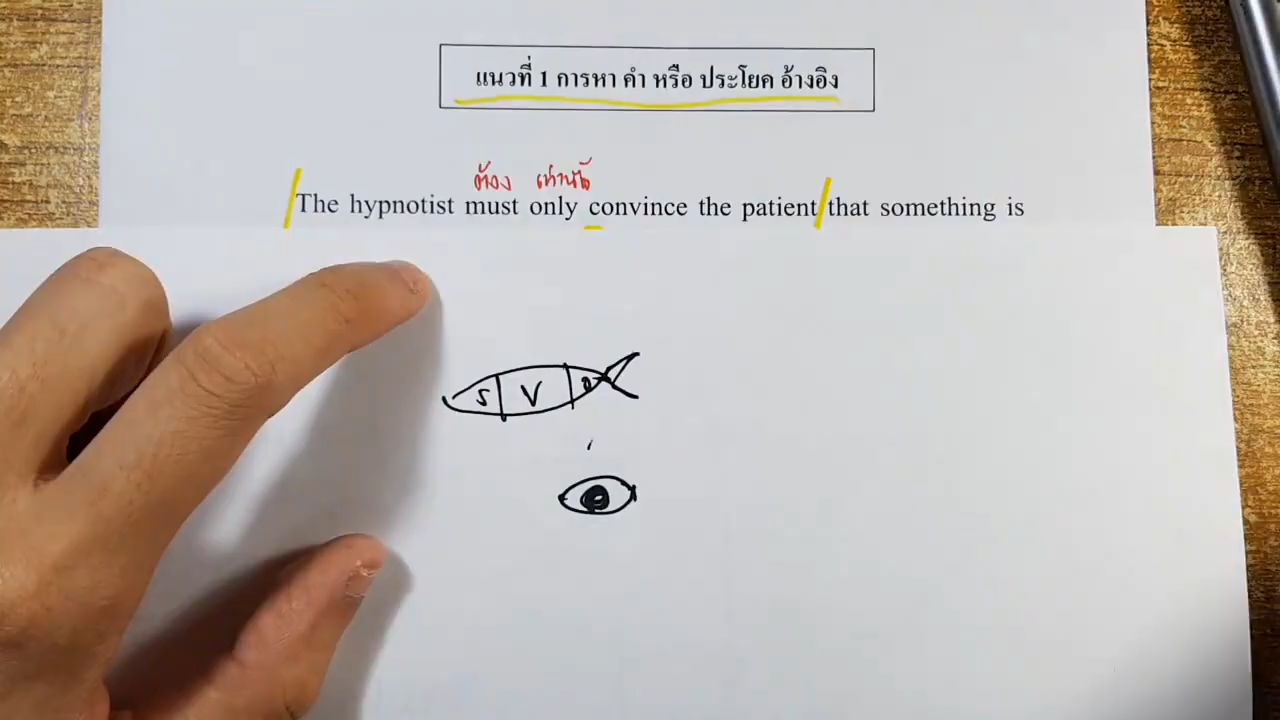 แนวที่ 1 การหา คำ หรือ ประโยค อ้างอิง
ต้อง เท่านั้น
The hypnotist must only convince the patient that something is
S V O